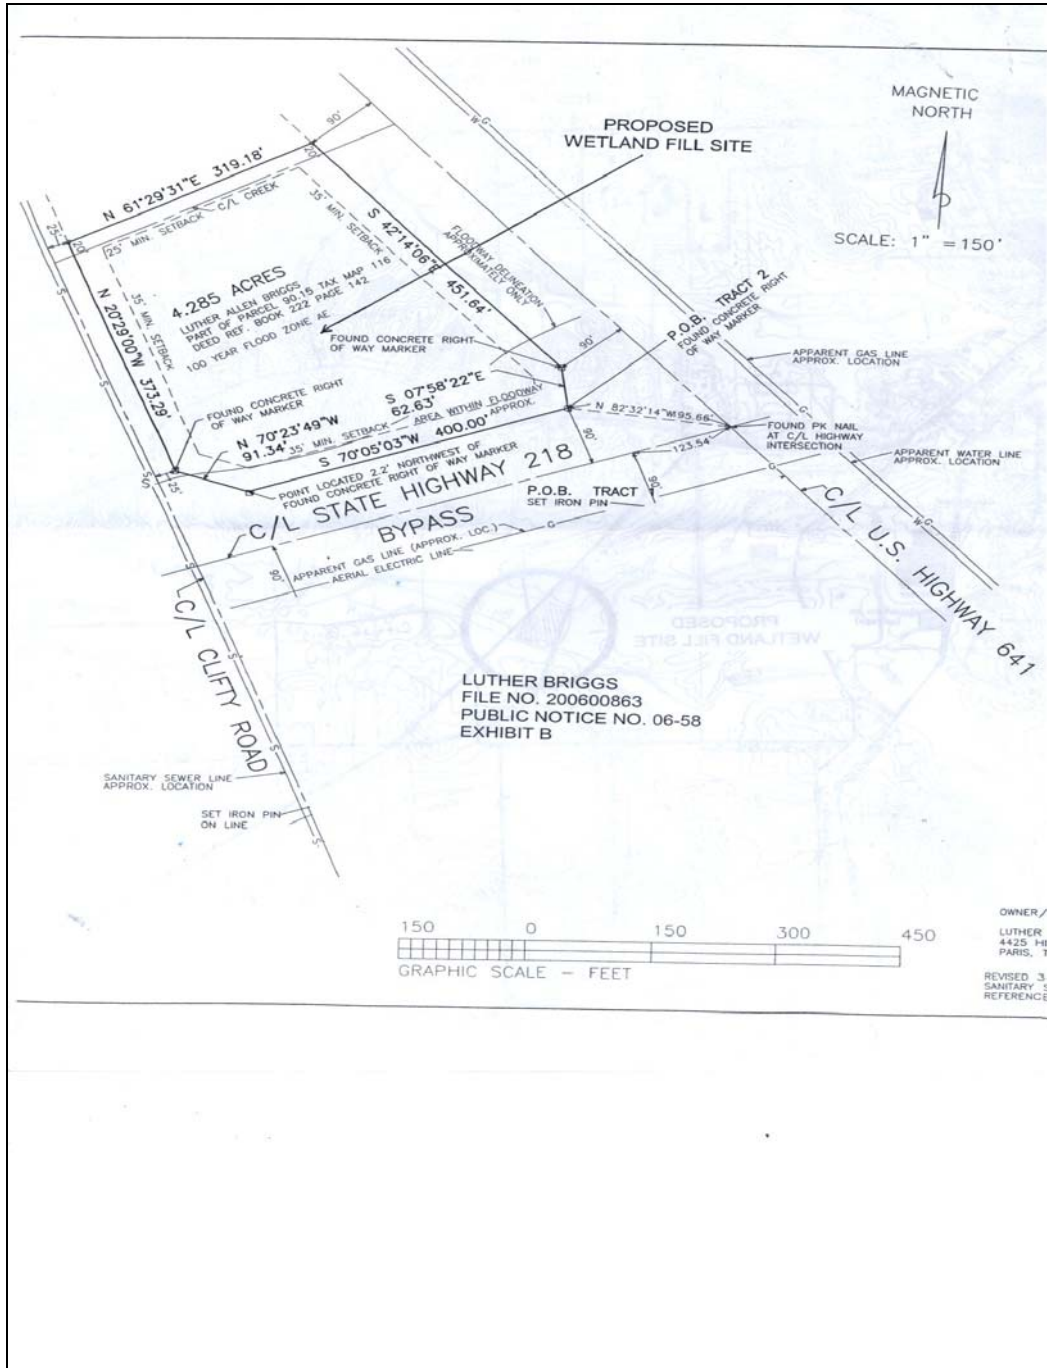 MAGNETIC
NORTH
SCALE: 1" = 150'
PROPOSED
WETLAND FILL SITE
90'
20'
N 61°29'31"E 319.18'
C/L CREEK
25' MIN. SETBACK
25'
20'
35' MIN. SETBACK
S 42°14'06"E
451.64'
FLOODWAY DELINEATION
APPROXIMATELY ONLY
4.285 ACRES
LUTHER ALLEN BRIGGS
PART OF PARCEL 90.15 TAX MAP 116
DEED REF. BOOK 222 PAGE 142
100 YEAR FLOOD ZONE AE
N 20°29'00"W 373.29'
35' MIN. SETBACK
FOUND CONCRETE RIGHT
OF WAY MARKER
90'
P.O.B. TRACT 2
FOUND CONCRETE RIGHT
OF WAY MARKER
APPARENT GAS LINE
APPROX. LOCATION
FOUND CONCRETE RIGHT
OF WAY MARKER
S 07°58'22"E
62.63'
N 70°23'49"W
91.34'
35' MIN. SETBACK
AREA WITHIN FLOODWAY
APPROX.
S 70°05'03"W 400.00'
N 82°32'14"W
195.66'
FOUND PK NAIL
AT C/L HIGHWAY
INTERSECTION
123.54'
90'
90'
APPARENT WATER LINE
APPROX. LOCATION
POINT LOCATED 2.2' NORTHWEST OF
FOUND CONCRETE RIGHT OF WAY MARKER
25'
P.O.B. TRACT
SET IRON PIN
C/L STATE HIGHWAY 218
BYPASS
APPARENT GAS LINE (APPROX. LOC.)
AERIAL ELECTRIC LINE
90'
C/L U.S. HIGHWAY 641
C/L CLIFTY ROAD
LUTHER BRIGGS
FILE NO. 200600863
PUBLIC NOTICE NO. 06-58
EXHIBIT B
SANITARY SEWER LINE
APPROX. LOCATION
SET IRON PIN
ON LINE
150 0 150 300 450
GRAPHIC SCALE – FEET
OWNER/
LUTHER
4425 HI
PARIS, T
REVISED 3
SANITARY S
REFERENCE